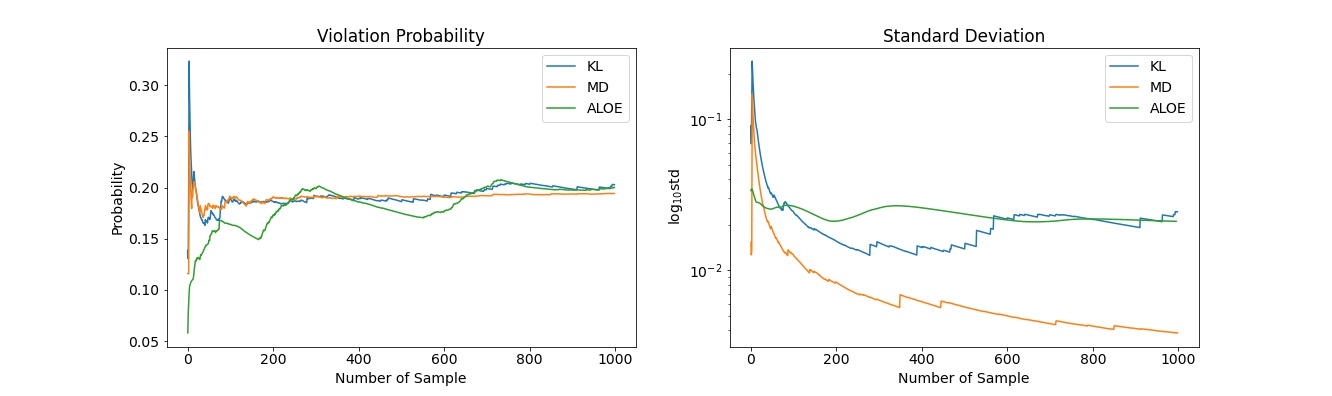 Violation Probability
KL
MD
ALOE
Probability
0.30
0.25
0.20
0.15
0.10
0.05
0
200
400
600
800
1000
Number of Sample
Standard Deviation
KL
MD
ALOE
log₁₀std
10⁻¹
10⁻²
0
200
400
600
800
1000
Number of Sample